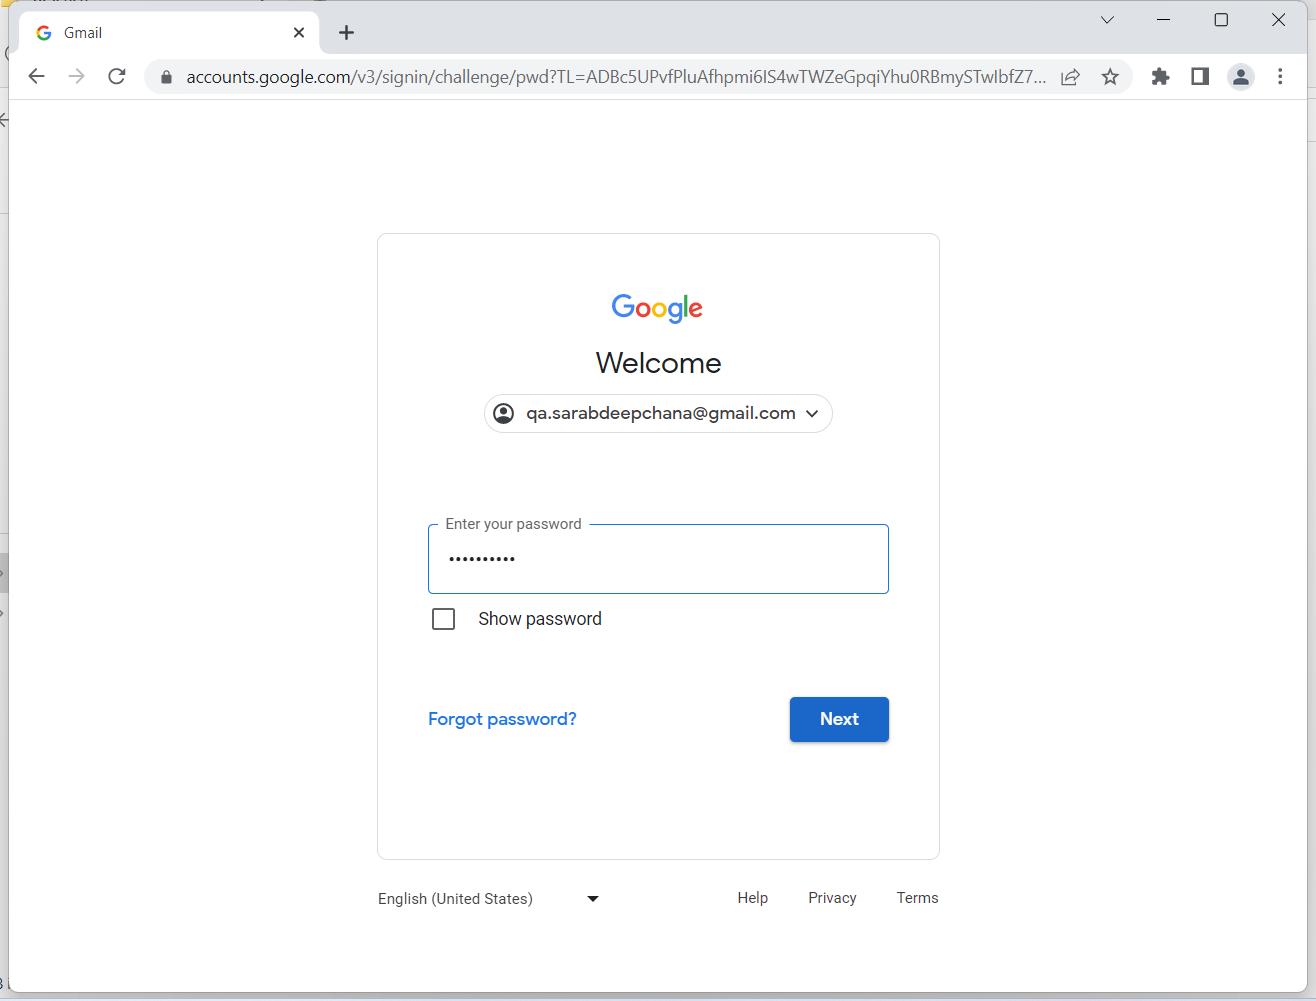 Gmail
accounts.google.com/v3/signin/challenge/pwd?TL=ADBc5UPvfPluAfhpmi6IS4wTWZeGpqiYhu0RBmySTwIbfZ7...
Google
Welcome
qa.sarabdeepchana@gmail.com
Enter your password
••••••••••
Show password
Forgot password?
Next
English (United States)
Help Privacy Terms